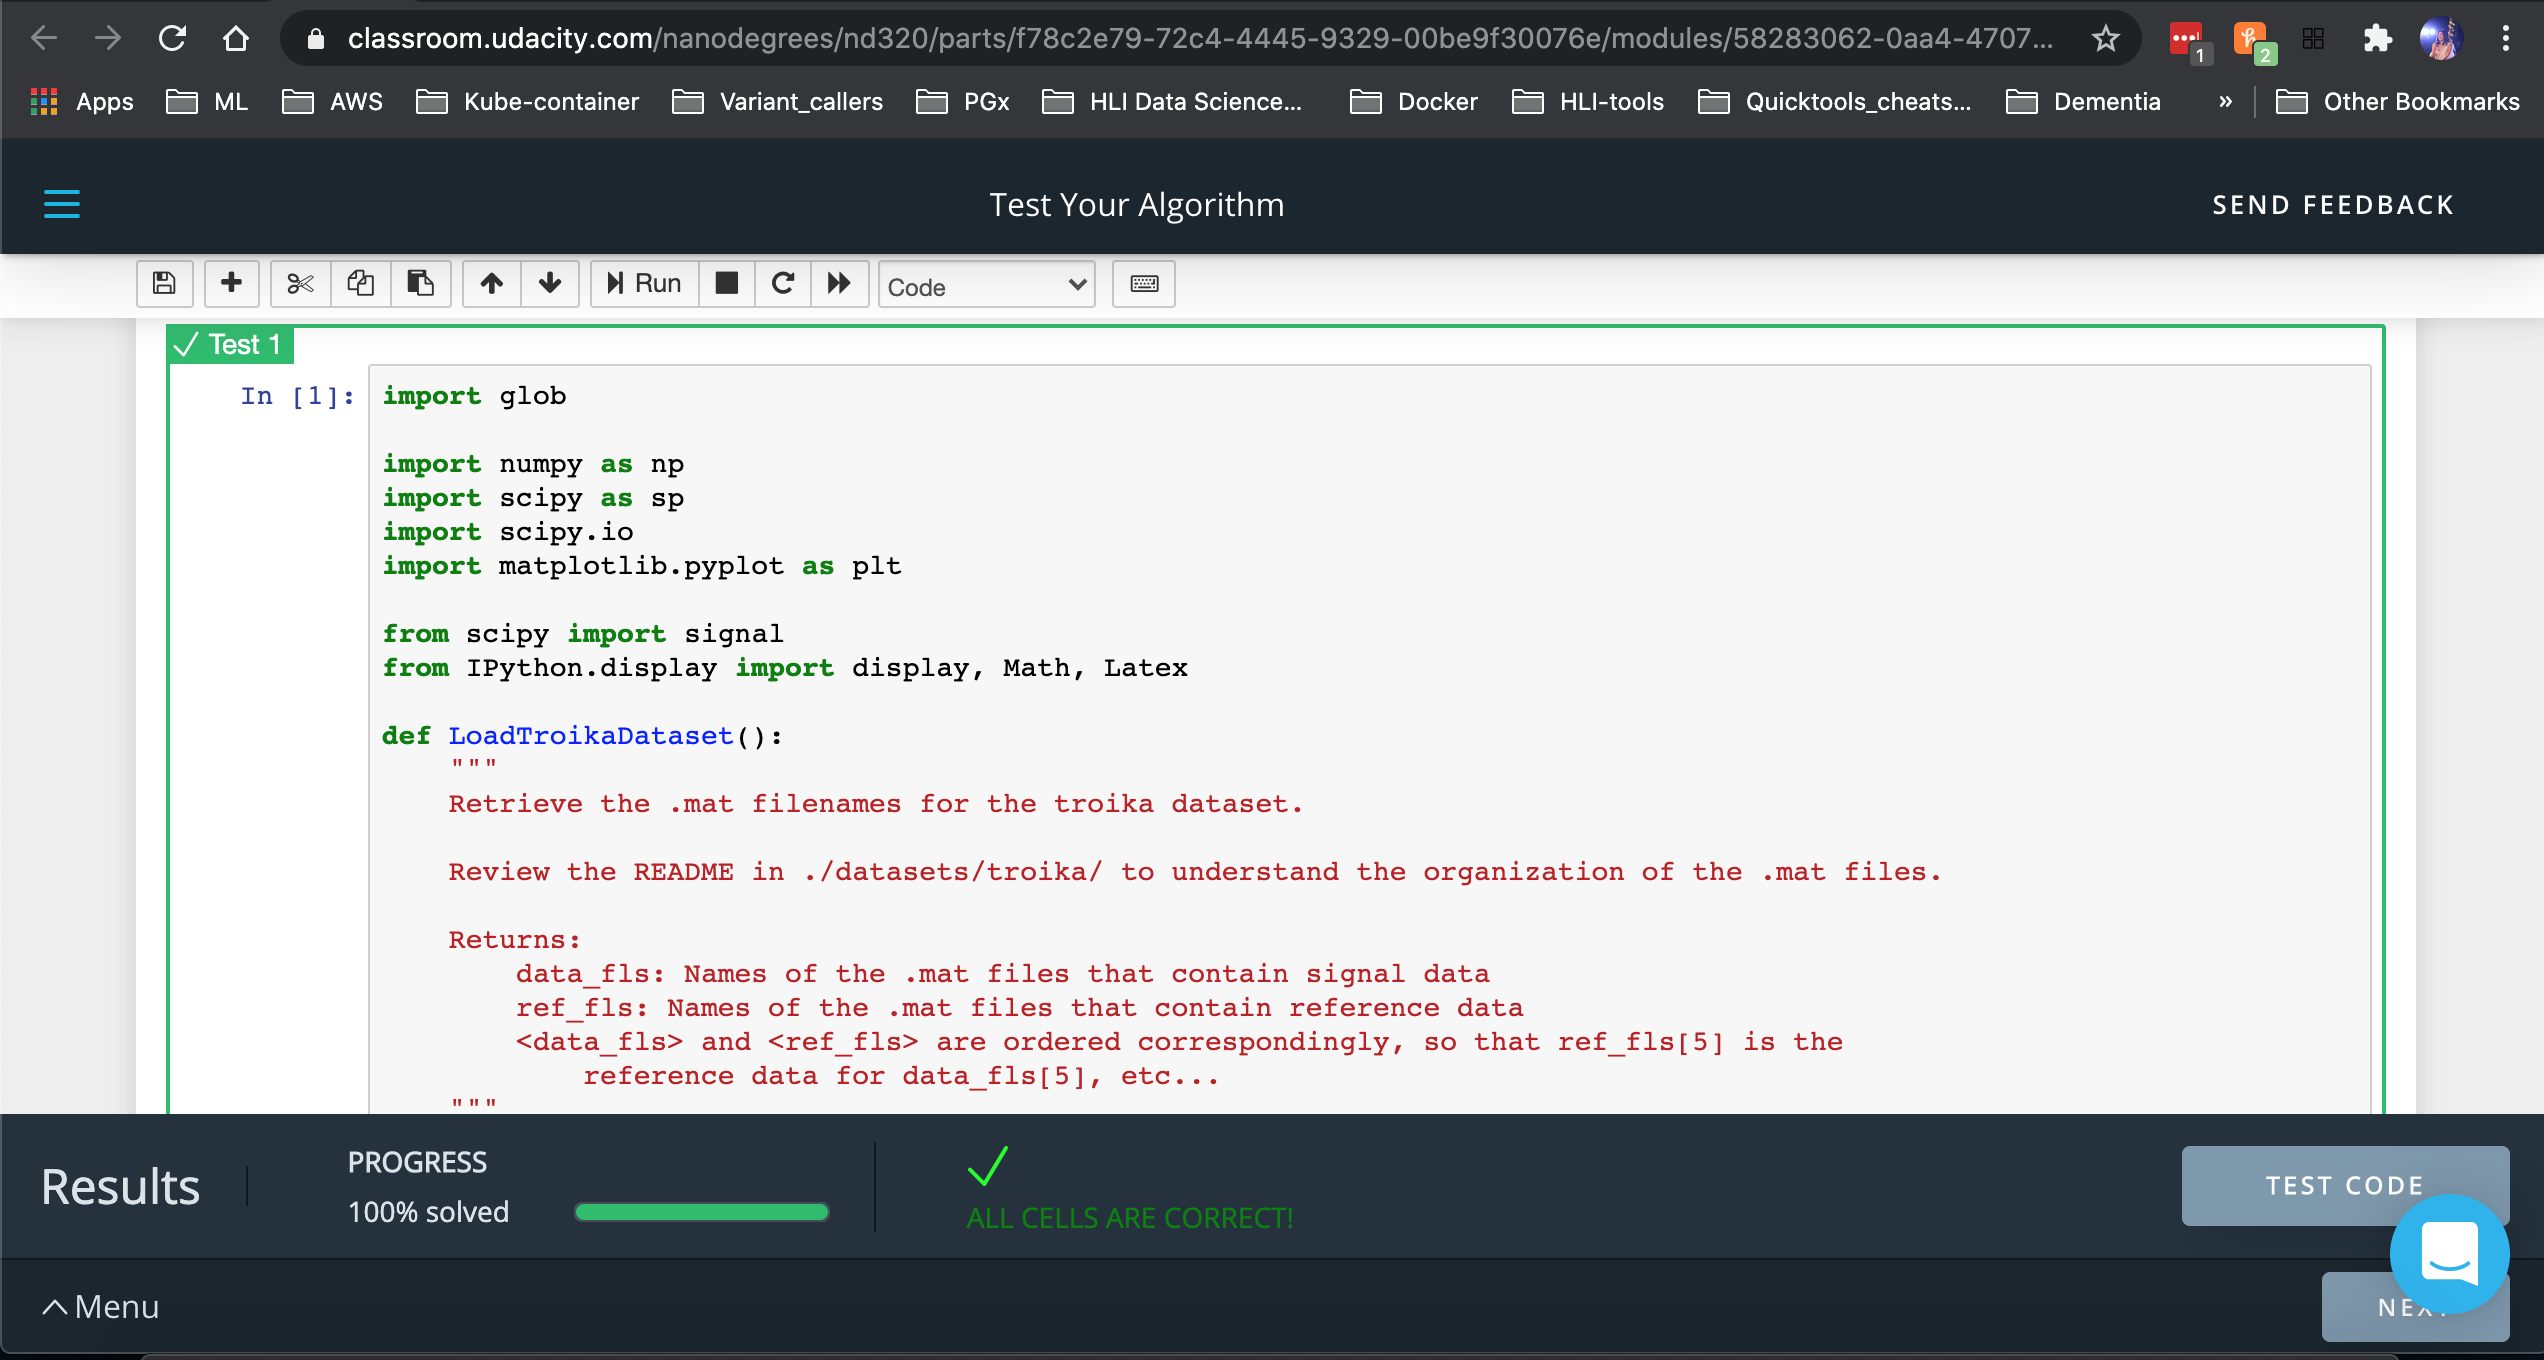 classroom.udacity.com/nanodegrees/nd320/parts/f78c2e79-72c4-4445-9329-00be9f30076e/modules/58283062-0aa4-4707...
1
2
Apps ML AWS Kube-container Variant_callers PGx HLI Data Science... Docker HLI-tools Quicktools_cheats... Dementia » Other Bookmarks
Test Your Algorithm
SEND FEEDBACK
Run
Code
Test 1
In [1]:
import glob
import numpy as np
import scipy as sp
import scipy.io
import matplotlib.pyplot as plt
from scipy import signal
from IPython.display import display, Math, Latex
def LoadTroikaDataset():
"""
Retrieve the .mat filenames for the troika dataset.
Review the README in ./datasets/troika/ to understand the organization of the .mat files.
Returns:
data_fls: Names of the .mat files that contain signal data
ref_fls: Names of the .mat files that contain reference data
<data_fls> and <ref_fls> are ordered correspondingly, so that ref_fls[5] is the
reference data for data_fls[5], etc...
"""
Results
PROGRESS
100% solved
ALL CELLS ARE CORRECT!
TEST CODE
Menu
NEXT